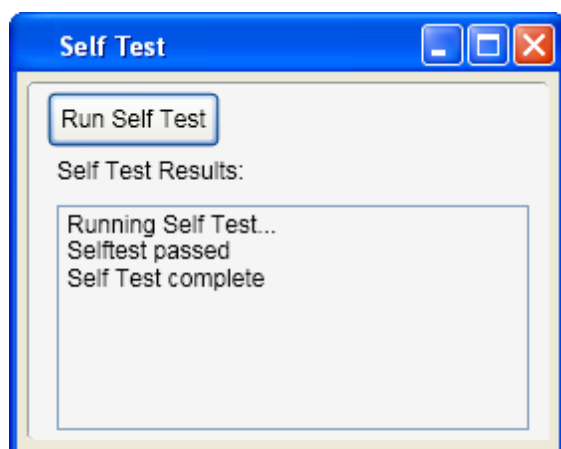 Self Test
Run Self Test
Self Test Results:
Running Self Test...
Selftest passed
Self Test complete